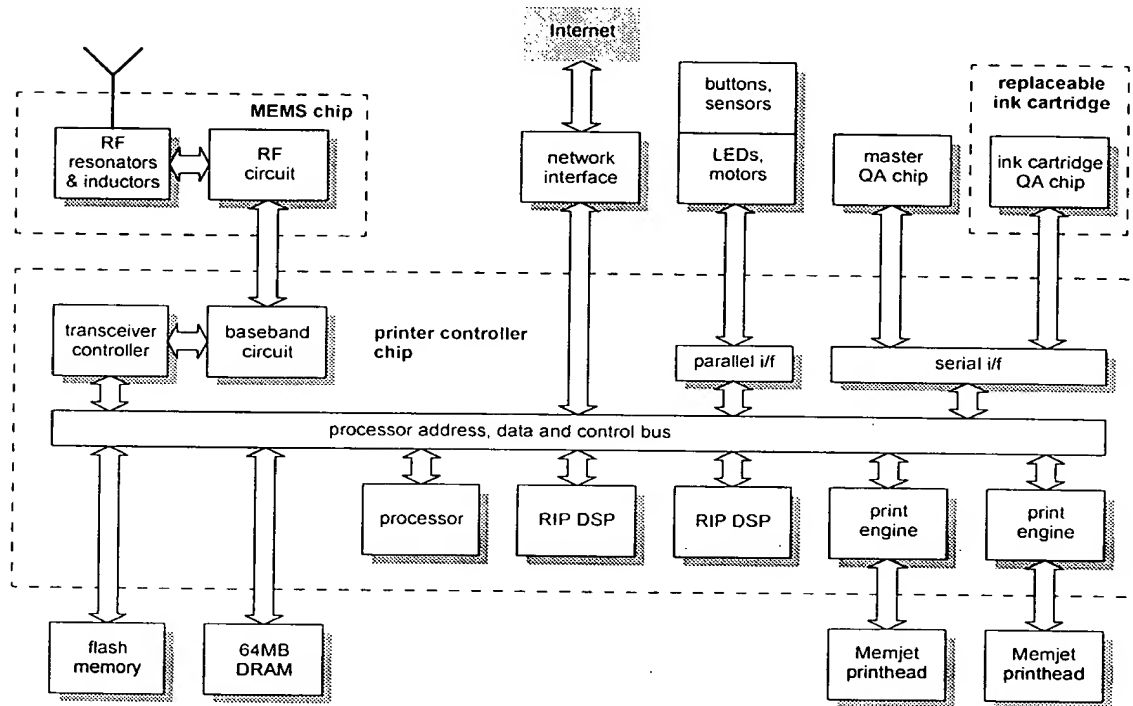 Internet
MEMS chip
RF
resonators
& inductors
RF
circuit
network
interface
buttons,
sensors
LEDs,
motors
master
QA chip
replaceable
ink cartridge
ink cartridge
QA chip
transceiver
controller
baseband
circuit
printer controller
chip
parallel i/f
serial i/f
processor address, data and control bus
processor
RIP DSP
RIP DSP
print
engine
print
engine
flash
memory
64MB
DRAM
Memjet
printhead
Memjet
printhead